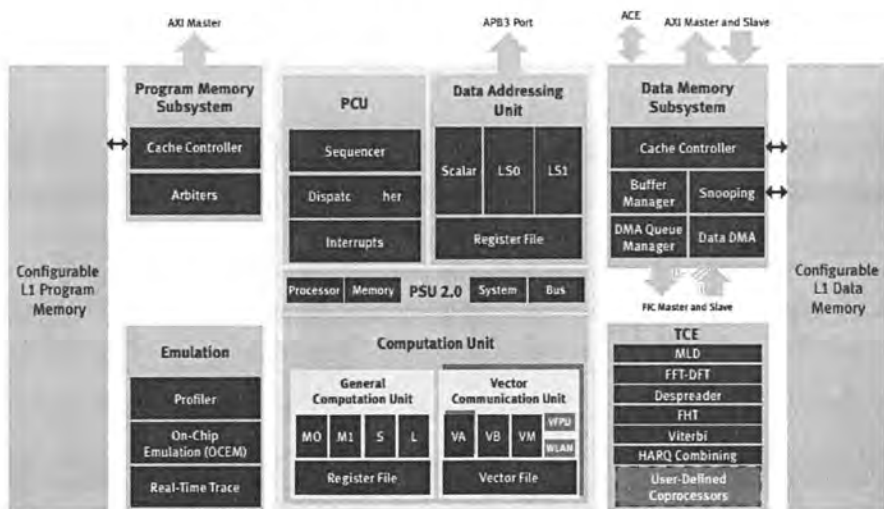 AXI Master
APB3 Port
ACE
AXI Master and Slave
Configurable
L1 Program
Memory
Program Memory
Subsystem
Cache Controller
Arbiters
PCU
Sequencer
Dispatc her
Interrupts
Data Addressing
Unit
Scalar
LS0
LS1
Register File
Data Memory
Subsystem
Cache Controller
Buffer
Manager
Snooping
DMA Queue
Manager
Data DMA
FIC Master and Slave
Configurable
L1 Data
Memory
Processor
Memory
PSU 2.0
System
Bus
Emulation
Profiler
On-Chip
Emulation (OCEM)
Real-Time Trace
Computation Unit
General
Computation Unit
MO
M1
S
L
Register File
Vector
Communication Unit
VA
VB
VM
VFPU
WLAN
Vector File
TCE
MLD
FFT-DFT
Despreader
FHT
Viterbi
HARQ Combining
User-Defined
Coprocessors